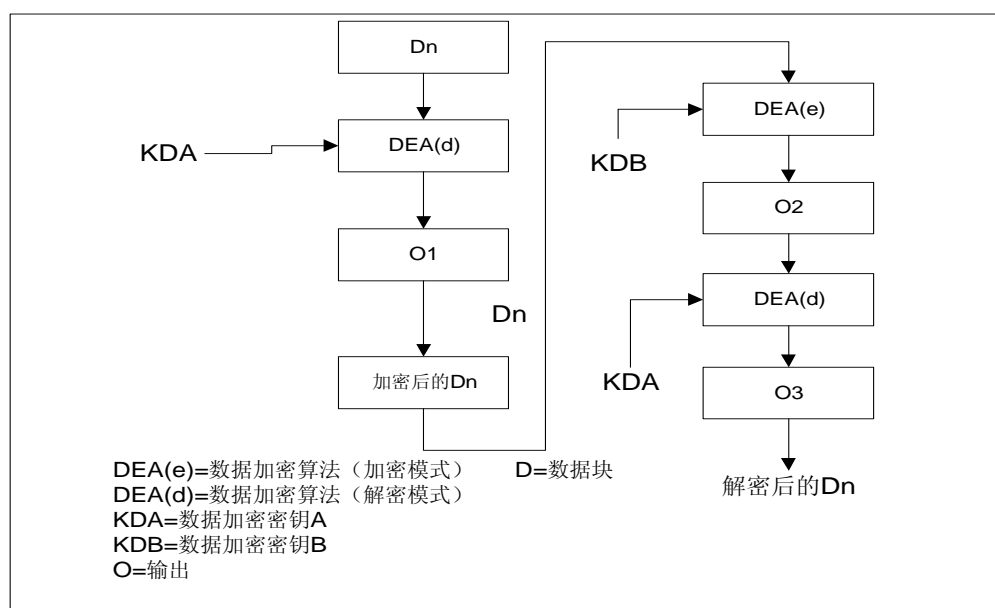 Dn
KDA
DEA(d)
O1
Dn
加密后的Dn
DEA(e)
KDB
O2
DEA(d)
KDA
O3
解密后的Dn
DEA(e)=数据加密算法（加密模式） D=数据块
DEA(d)=数据加密算法（解密模式）
KDA=数据加密密钥A
KDB=数据加密密钥B
O=输出